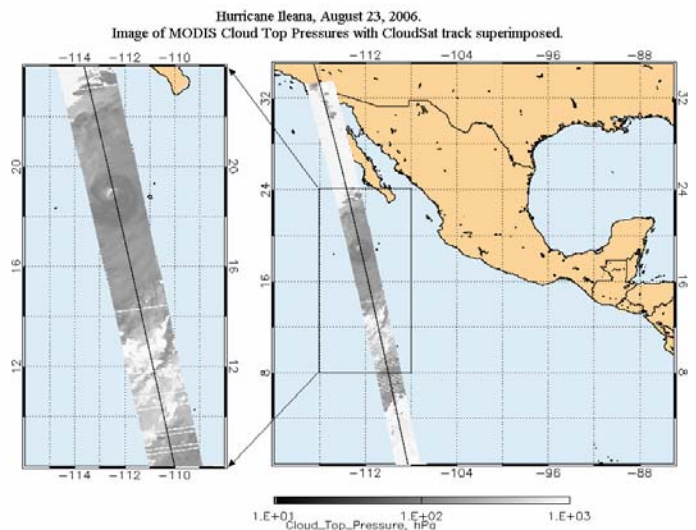 Hurricane Ileana, August 23, 2006.
Image of MODIS Cloud Top Pressures with CloudSat track superimposed.
-114 -112 -110
-112 -104 -96 -88
32 32
20 20
24 24
16 16
16 16
12 12
8 8
-114 -112 -110
-112 -104 -96 -88
1.E+01 1.E+02 1.E+03
Cloud_Top_Pressure, hPa